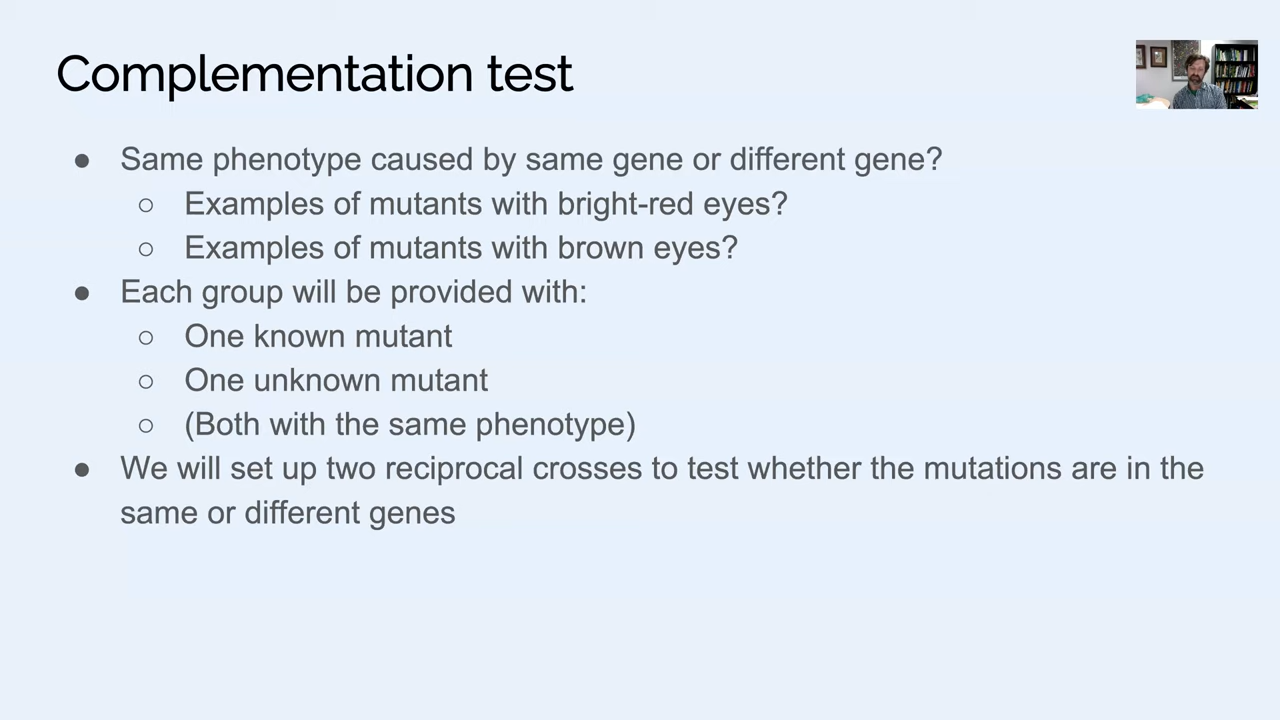 Complementation test
● Same phenotype caused by same gene or different gene?
○ Examples of mutants with bright-red eyes?
○ Examples of mutants with brown eyes?
● Each group will be provided with:
○ One known mutant
○ One unknown mutant
○ (Both with the same phenotype)
● We will set up two reciprocal crosses to test whether the mutations are in the
same or different genes